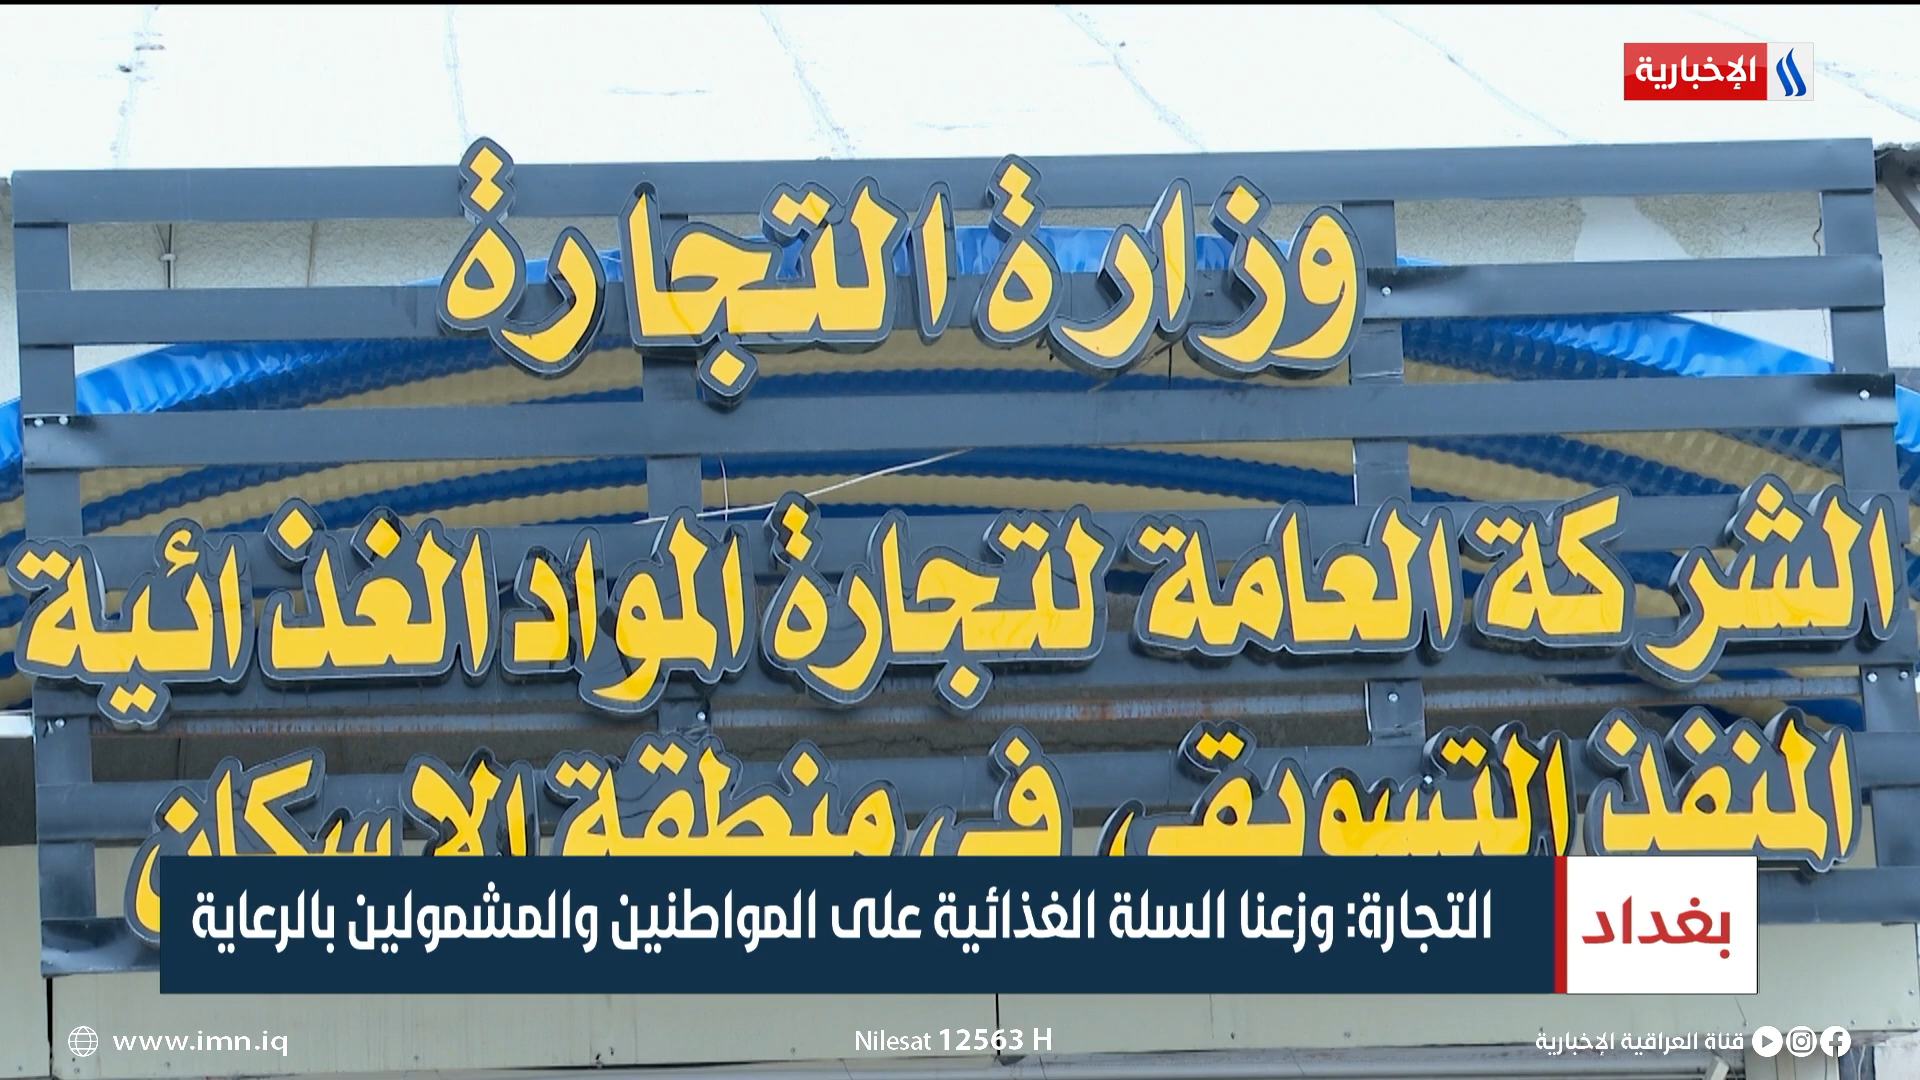 الإخبارية
وزارة التجارة
الشركة العامة لتجارة المواد الغذائية
المنفذ التسويقي في منطقة الاسكان
بغداد
التجارة: وزعنا السلة الغذائية على المواطنين والمشمولين بالرعاية
www.imn.iq
Nilesat 12563 H
قناة العراقية الإخبارية